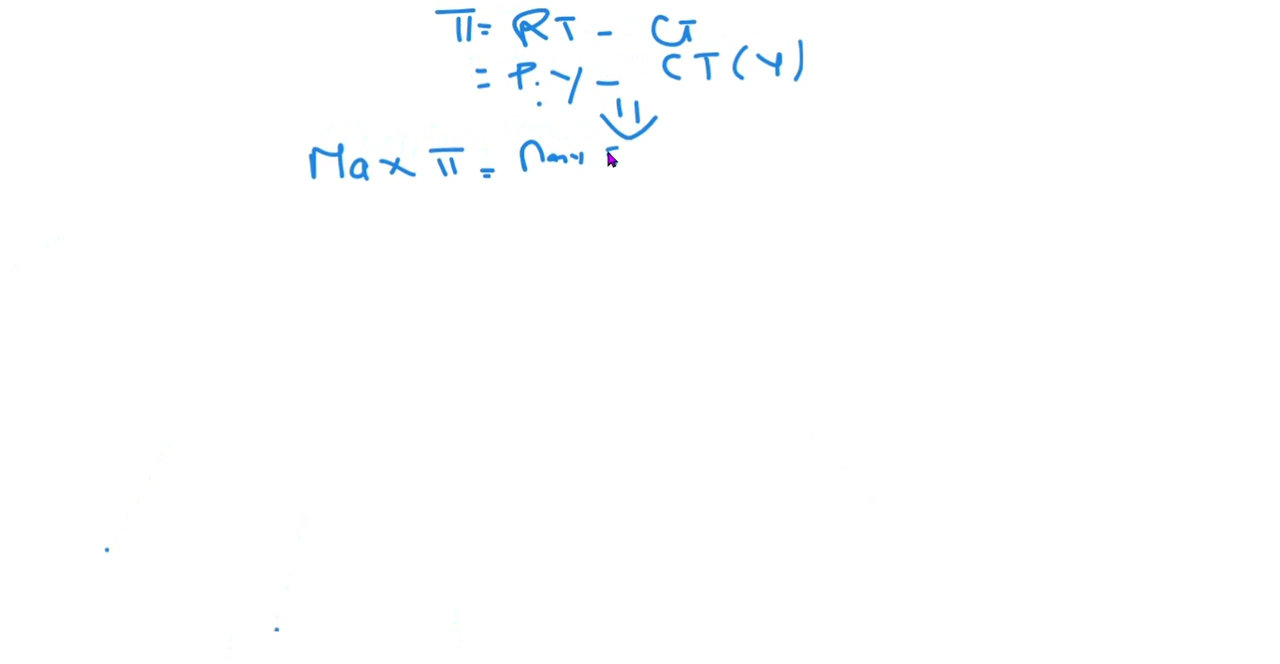 Π = RT - CT
= P.Y - CT(Y)
Max Π = Max